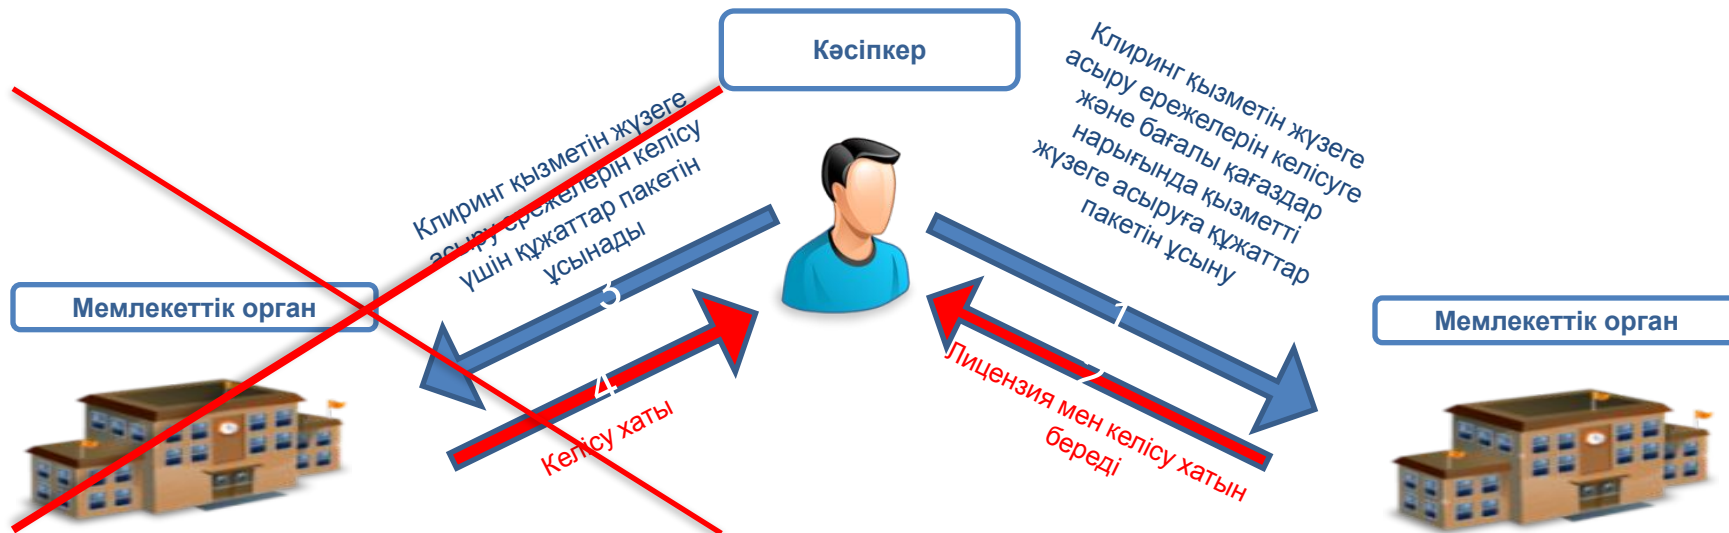 Кәсіпкер
Клиринг қызметін жүзеге
асыру ережелерін келісу
үшін құжаттар пакетін
ұсынады
Клиринг қызметін жүзеге
асыру ережелерін келісуге
және бағалы қағаздар
нарығында қызметті
жүзеге асыруға құжаттар
пакетін ұсыну
Мемлекеттік орган
3
4
Келісу хаты
1
2
Лицензия мен келісу хатын
береді
Мемлекеттік орган